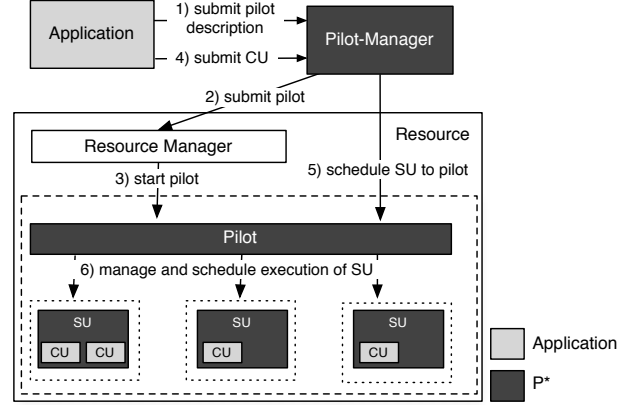 Application
1) submit pilot
description
4) submit CU
Pilot-Manager
2) submit pilot
Resource
Resource Manager
3) start pilot
5) schedule SU to pilot
Pilot
6) manage and schedule execution of SU
SU
CU CU
SU
CU
SU
CU
Application
P*